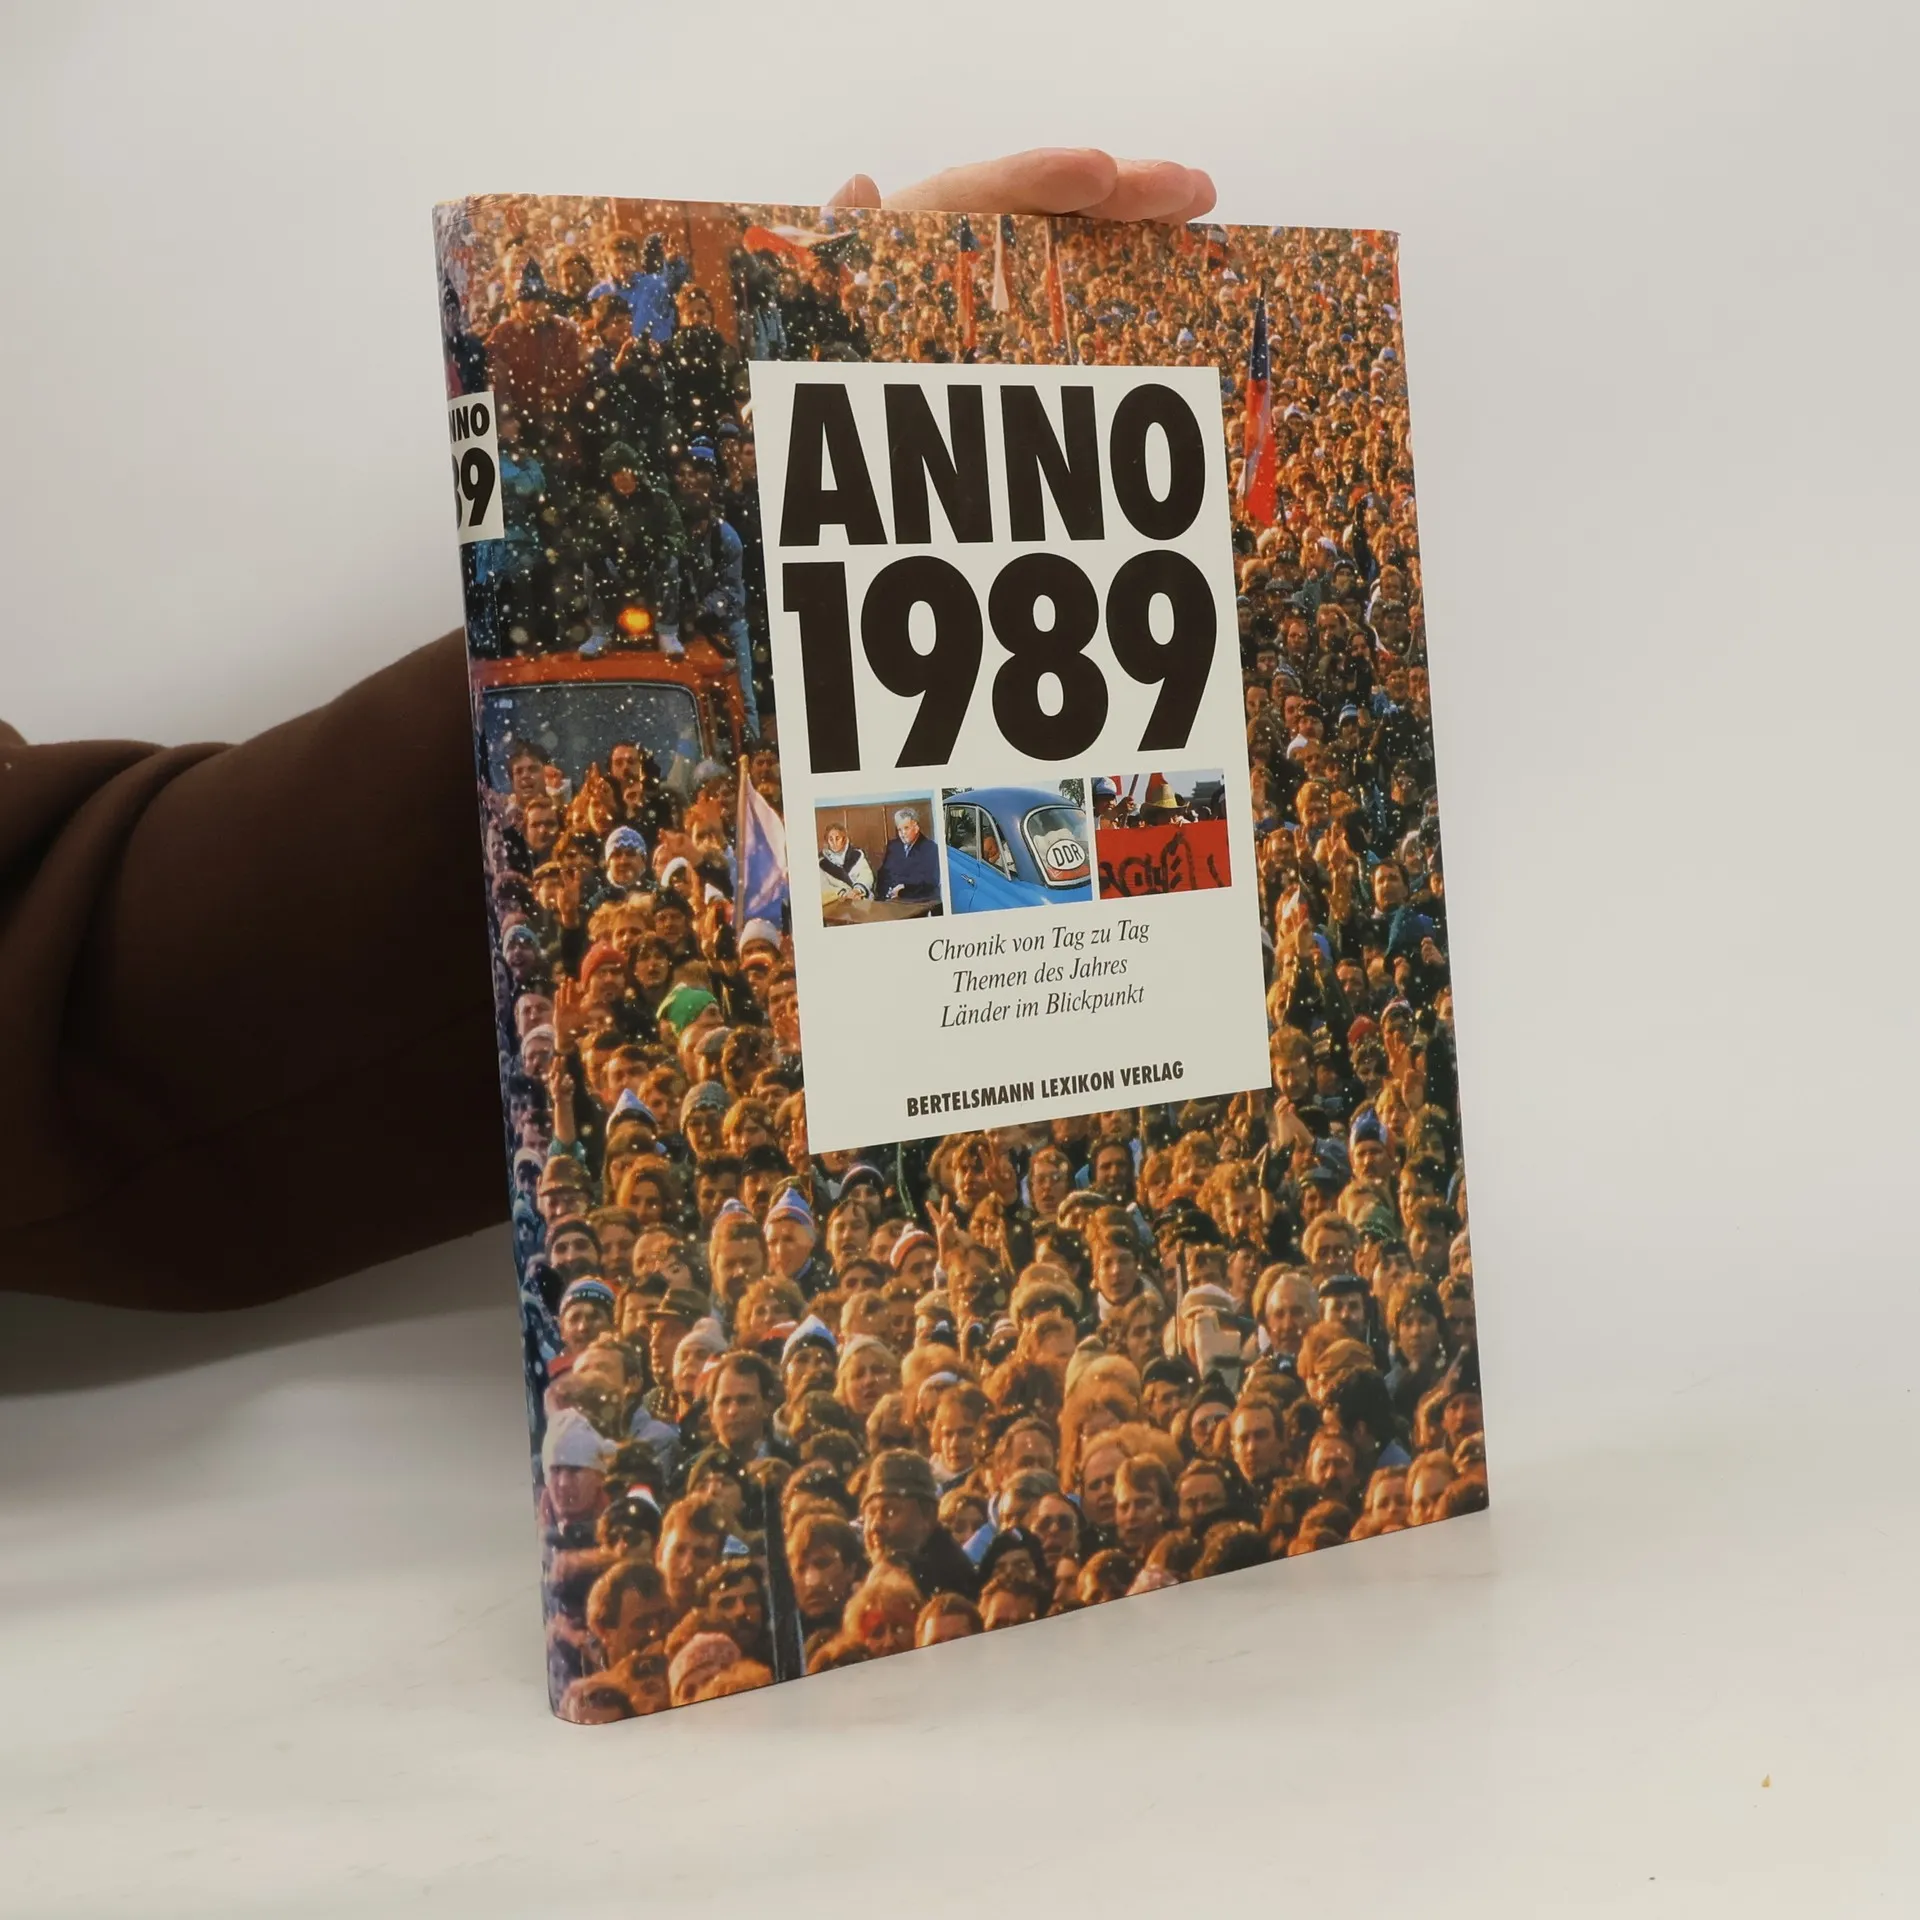 ANNO
1989
DDR
Chronik von Tag zu Tag
Themen des Jahres
Länder im Blickpunkt
BERTELSMANN LEXIKON VERLAG